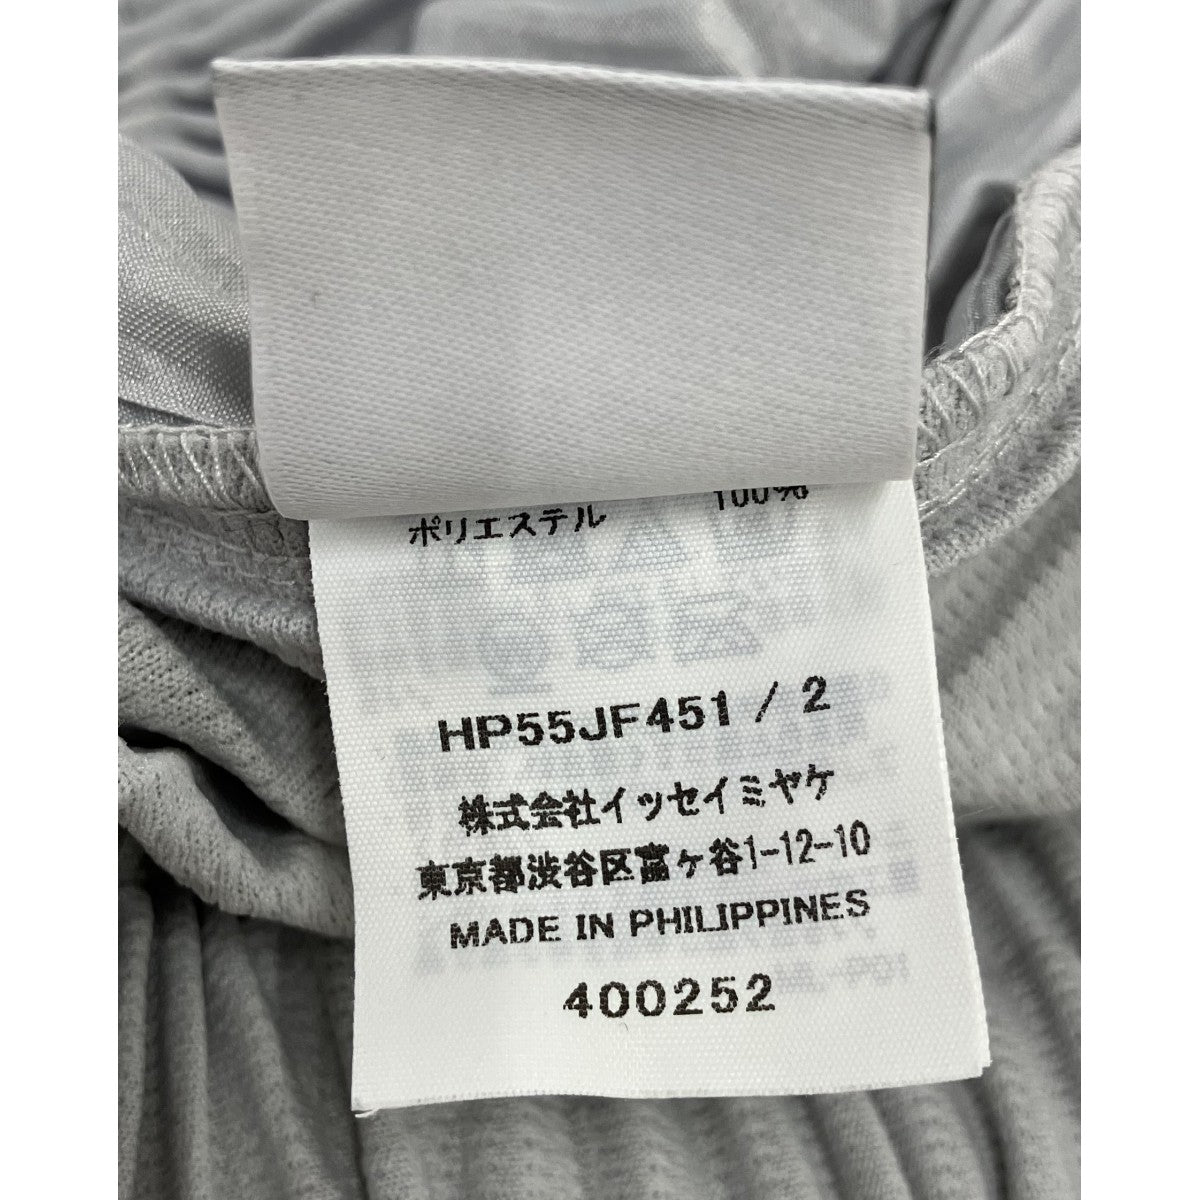 ポリエステル 100%
HP55JF451 / 2
株式会社イッセイミヤケ
東京都渋谷区富ヶ谷1-12-10
MADE IN PHILIPPINES
400252